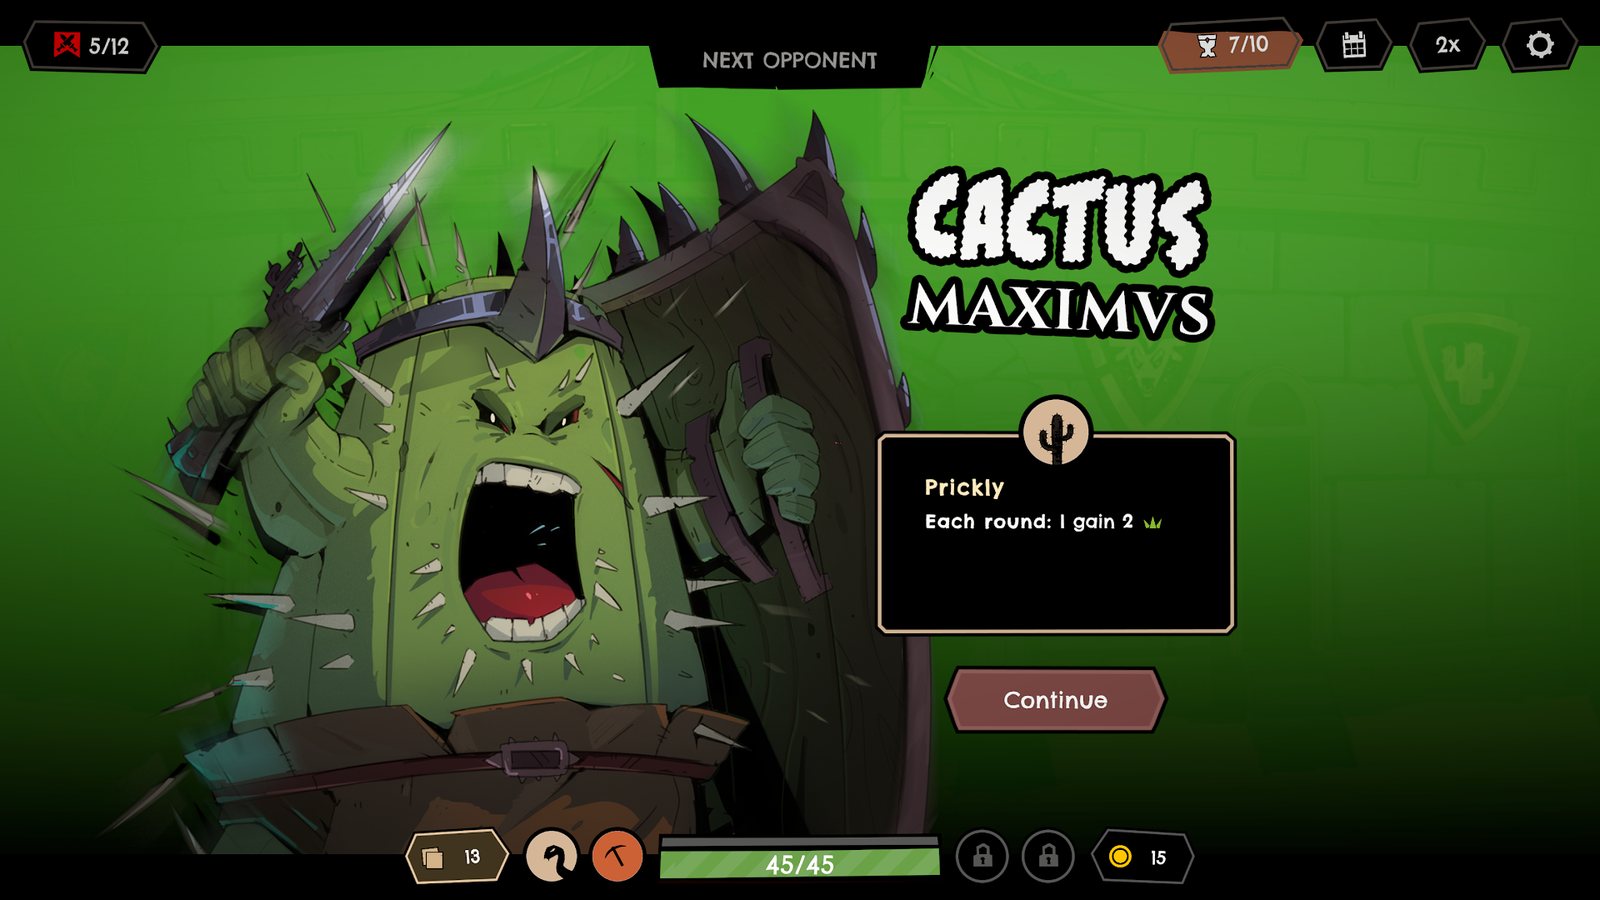 5/12
NEXT OPPONENT
7/10
2x
CACTUS
MAXIMVS
Prickly
Each round: I gain 2
Continue
13
45/45
15